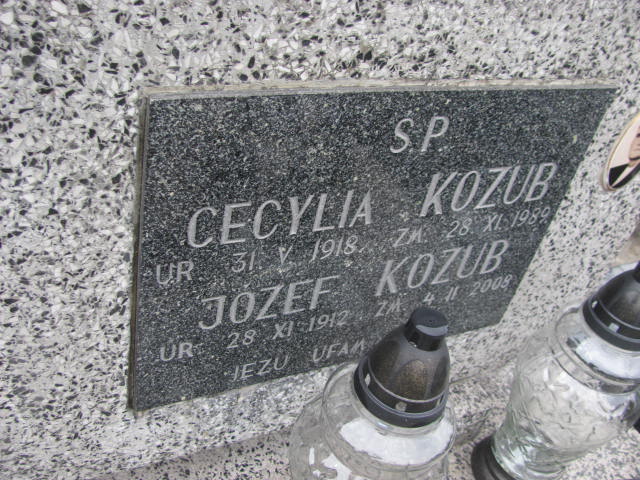 S.P.
CECYLIA KOZUB
UR 31. V. 1918. ZM. 28 XI. 1989
JÓZEF KOZUB
UR 28 XI 1912 ZM. 4 II 2008
JEZU UFAM